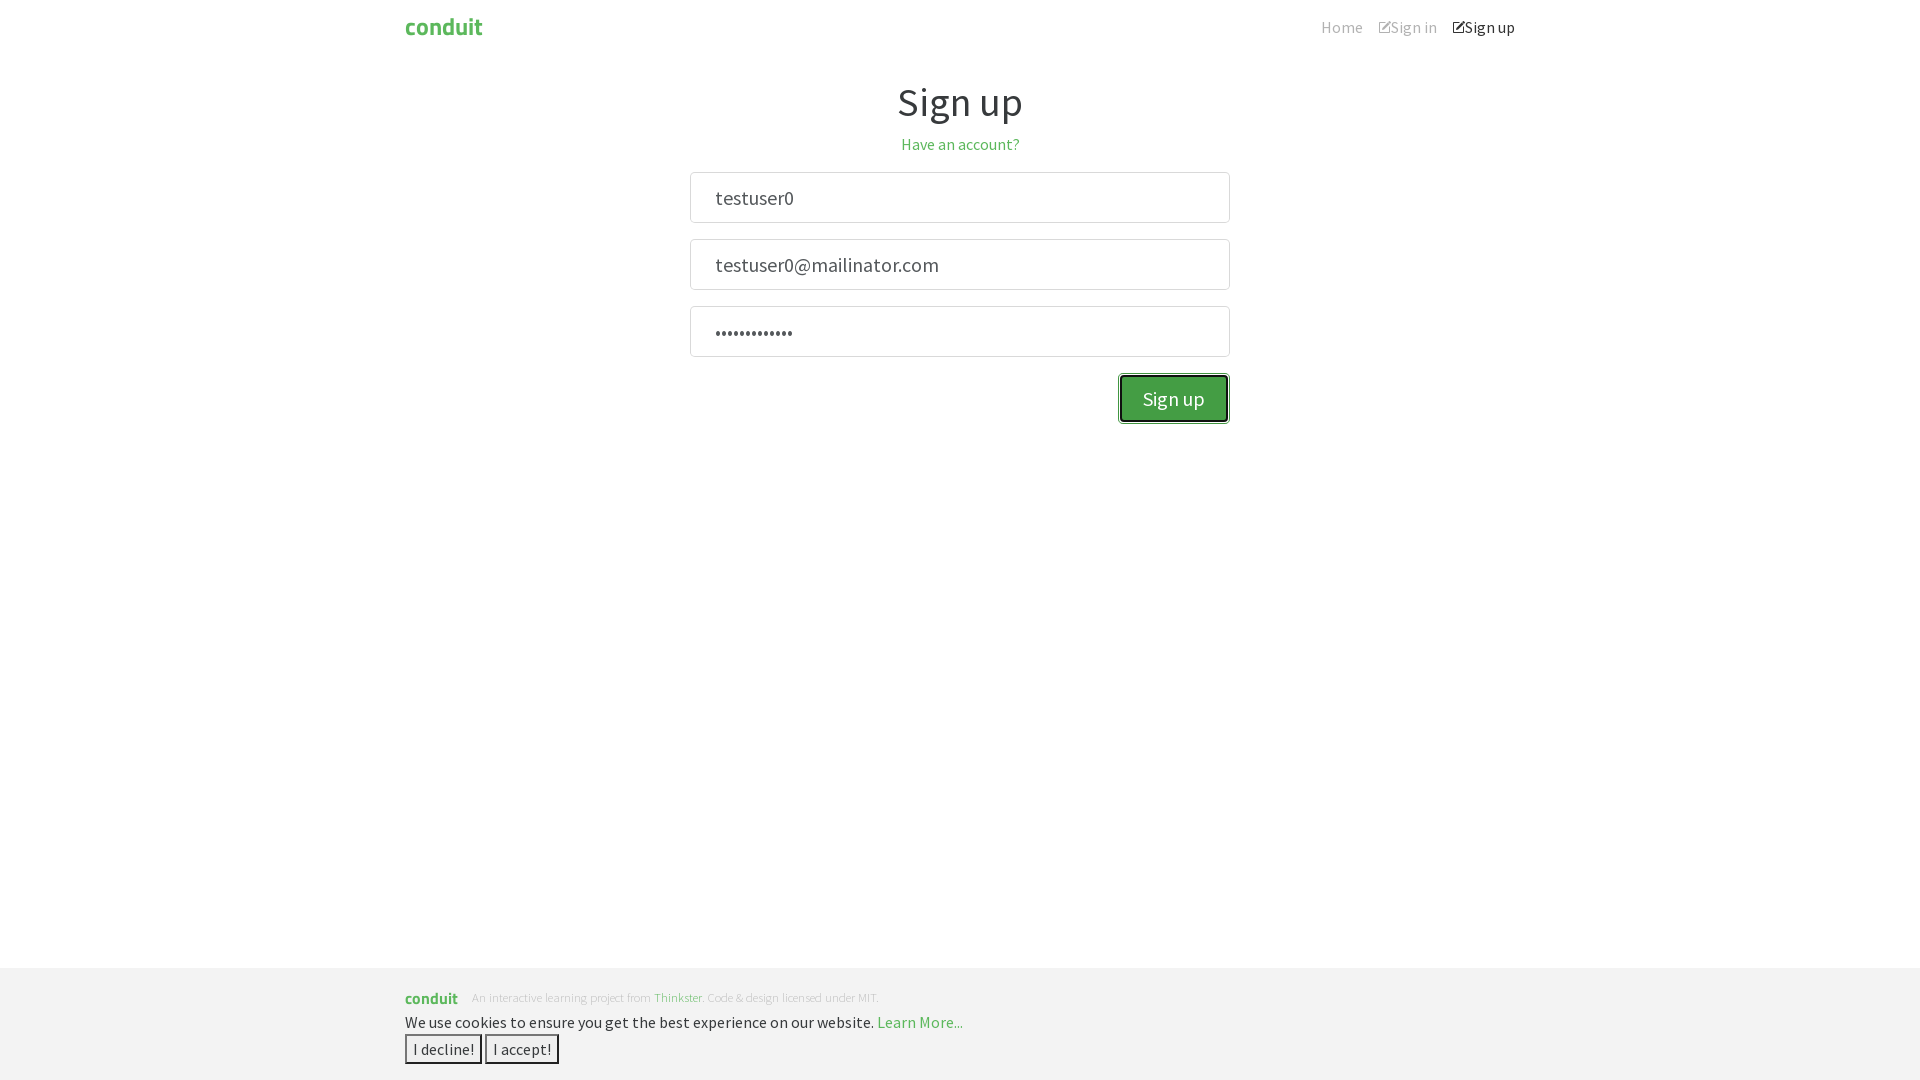 conduit
Home Sign in Sign up
Sign up
Have an account?
testuser0
testuser0@mailinator.com
•••••••••••••
Sign up
conduit An interactive learning project from Thinkster. Code & design licensed under MIT.
We use cookies to ensure you get the best experience on our website. Learn More...
I decline! I accept!